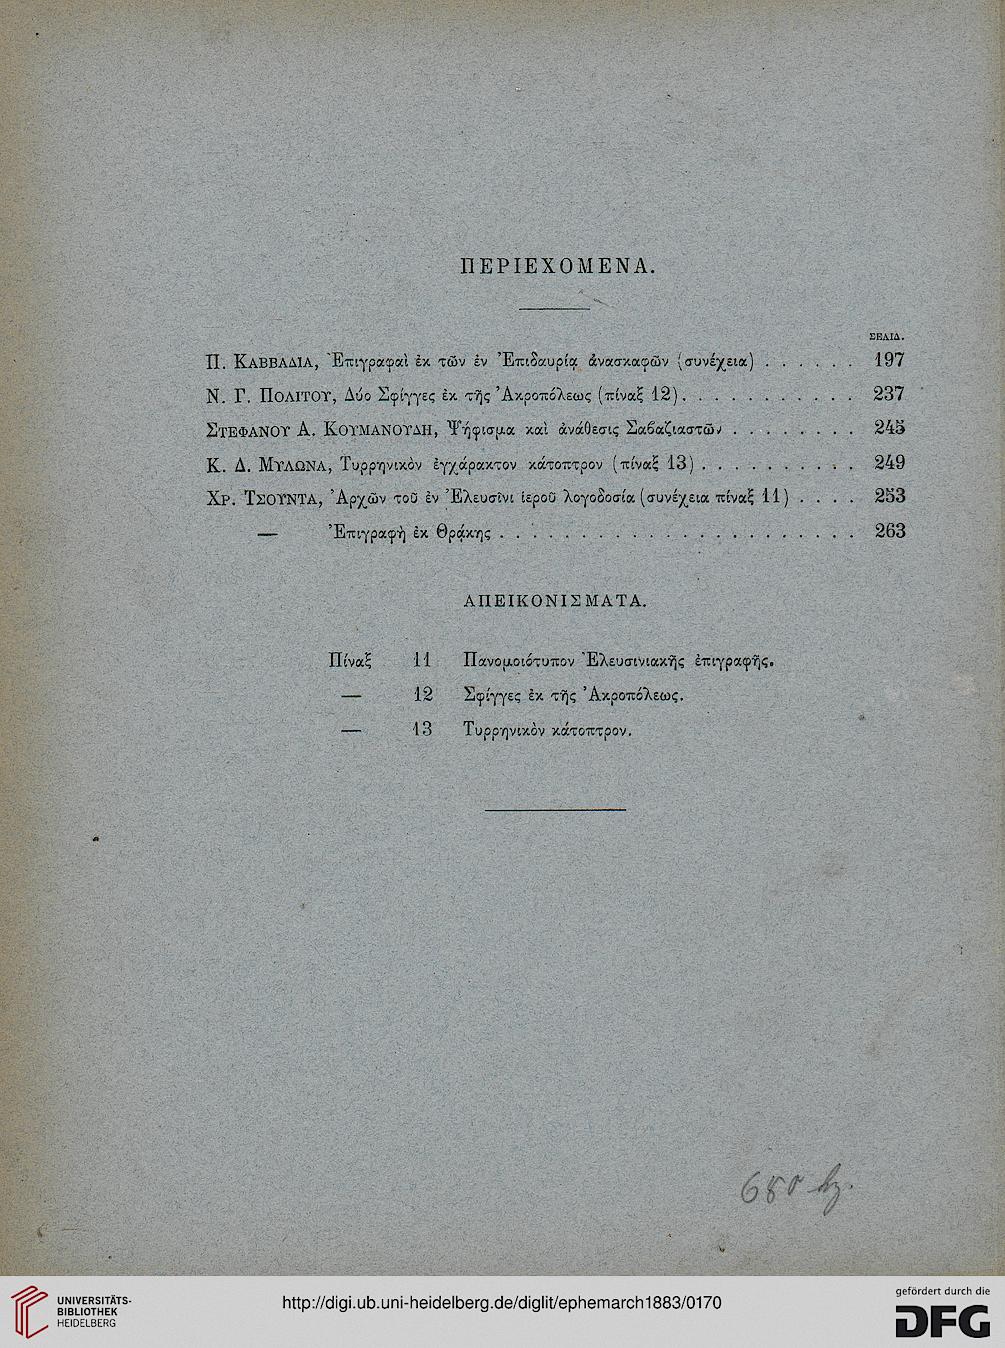 ΠΕΡΙΕΧΟΜΕΝΑ.
ΣΕΛΙΔ.
Π. ΚΑΒΒΑΔΙΑ, Ἐπιγραφαὶ ἐκ τῶν ἐν Ἐπιδαυρίᾳ ἀνασκαφῶν (συνέχεια) . . . . . . 197
Ν. Γ. ΠΟΛΙΤΟΥ, Δύο Σφίγγες ἐκ τῆς Ἀκροπόλεως (πίναξ 12) . . . . . . . . . . . 237
ΣΤΕΦΑΝΟΥ Α. ΚΟΥΜΑΝΟΥΔΗ, Ψήφισμα καὶ ἀνάθεσις Σαβαζιαστῶν . . . . . . . . 245
Κ. Δ. ΜΥΛΩΝΑ, Τυρρηνικὸν ἐγχάρακτον κάτοπτρον (πίναξ 13) . . . . . . . . . . 249
ΧΡ. ΤΣΟΥΝΤΑ, Ἀρχῶν τοῦ ἐν Ἐλευσῖνι ἱεροῦ λογοδοσία (συνέχεια πίναξ 11) . . . . 253
— Ἐπιγραφὴ ἐκ Θρᾴκης . . . . . . . . . . . . . . . . . . . . . . 263
ΑΠΕΙΚΟΝΙΣΜΑΤΑ.
Πίναξ 11 Πανομοιότυπον Ἐλευσινιακῆς ἐπιγραφῆς.
— 12 Σφίγγες ἐκ τῆς Ἀκροπόλεως.
— 13 Τυρρηνικὸν κάτοπτρον.
UNIVERSITÄTS-
BIBLIOTHEK
HEIDELBERG
http://digi.ub.uni-heidelberg.de/diglit/ephemarch1883/0170
gefördert durch die
DFG